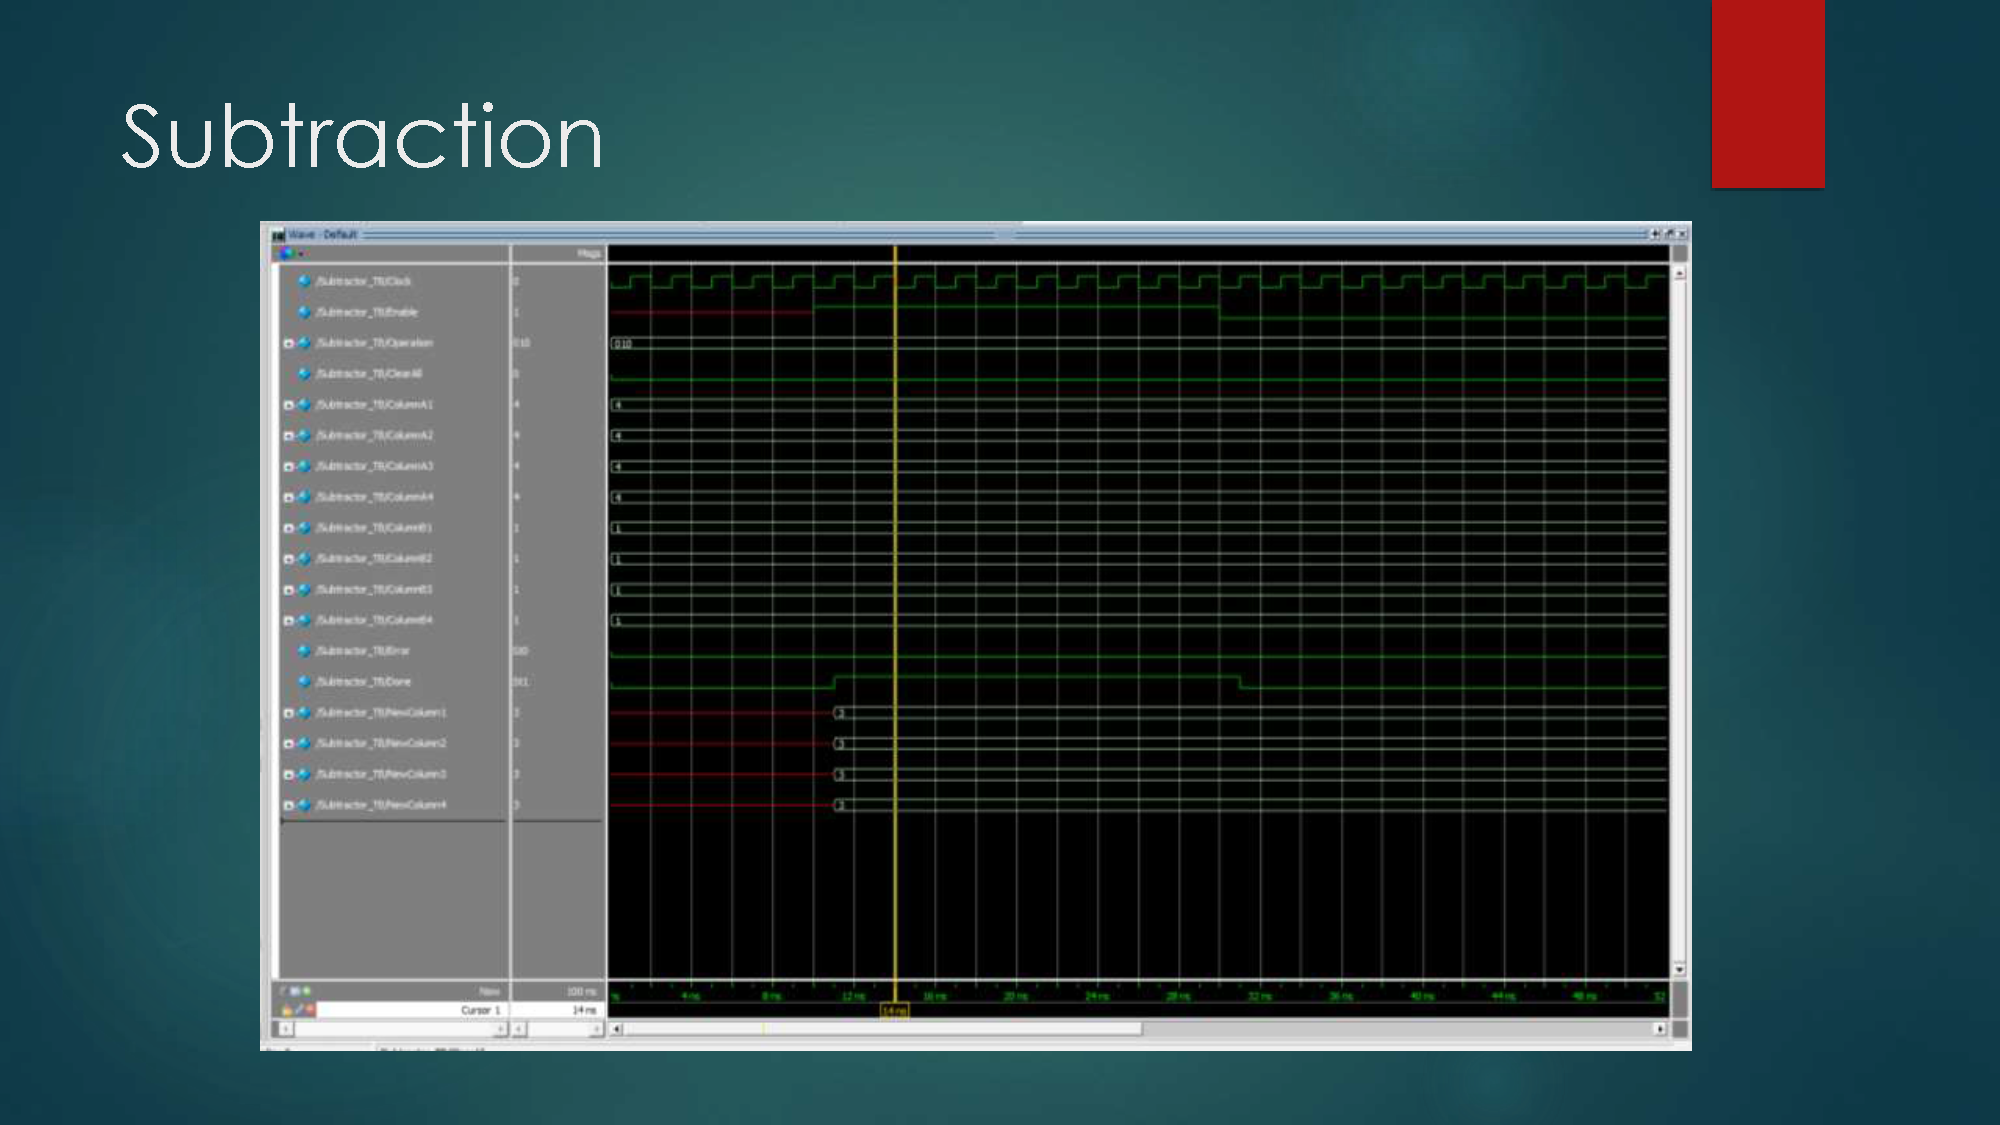 Subtraction
Wave - Default
Msgs
/Subtractor_TB/Clock 0
/Subtractor_TB/Enable 1
/Subtractor_TB/Operation 010 010
/Subtractor_TB/ClearAll 0
/Subtractor_TB/ColumnA1 4 4
/Subtractor_TB/ColumnA2 4 4
/Subtractor_TB/ColumnA3 4 4
/Subtractor_TB/ColumnA4 4 4
/Subtractor_TB/ColumnB1 1 1
/Subtractor_TB/ColumnB2 1 1
/Subtractor_TB/ColumnB3 1 1
/Subtractor_TB/ColumnB4 1 1
/Subtractor_TB/Error St0
/Subtractor_TB/Done St1
/Subtractor_TB/NewColumn1 3 3
/Subtractor_TB/NewColumn2 3 3
/Subtractor_TB/NewColumn3 3 3
/Subtractor_TB/NewColumn4 3 3
Now 100 ns ns 4 ns 8 ns 12 ns 16 ns 20 ns 24 ns 28 ns 32 ns 36 ns 40 ns 44 ns 48 ns 52
Cursor 1 14 ns 14 ns